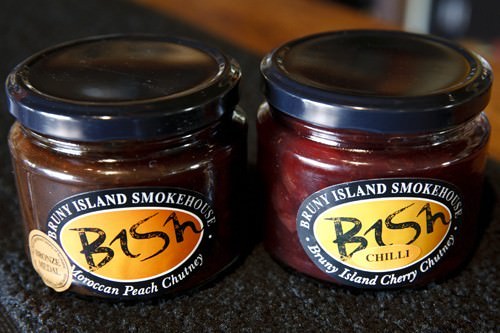 BRUNY ISLAND SMOKEHOUSE
BISH
Moroccan Peach Chutney
BRONZE
MEDAL
BRUNY ISLAND SMOKEHOUSE
BISH
CHILLI
Bruny Island Cherry Chutney